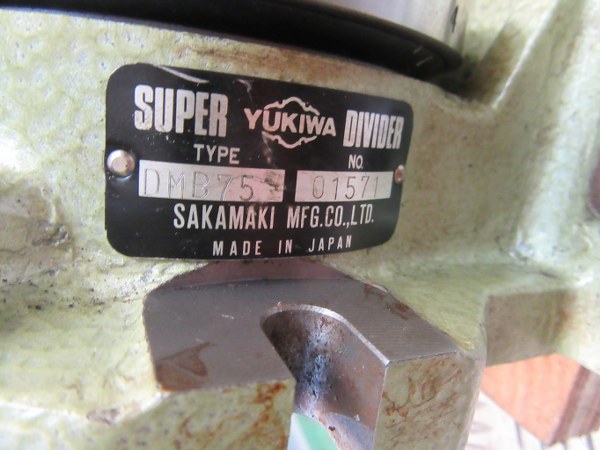 SUPER YUKIWA DIVIDER
TYPE NO.
DMB75 01571
SAKAMAKI MFG.CO.,LTD.
MADE IN JAPAN